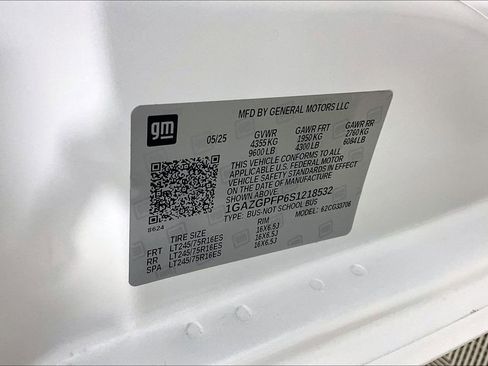 gm
MFD BY GENERAL MOTORS LLC
05/25 GVWR GAWR FRT GAWR RR
4355 KG 1950 KG 2760 KG
9600 LB 4300 LB 6084 LB
THIS VEHICLE CONFORMS TO ALL
APPLICABLE U.S. FEDERAL MOTOR
VEHICLE SAFETY STANDARDS IN EFFECT
ON THE DATE OF MANUFACTURE
SHOWN ABOVE.
1GAZGPFP6S1218532
TYPE: BUS-NOT SCHOOL BUS MODEL: 62CG33706
8624
TIRE SIZE RIM
FRT LT245/75R16ES 16X6.5J
RR LT245/75R16ES 16X6.5J
SPA LT245/75R16ES 16X6.5J